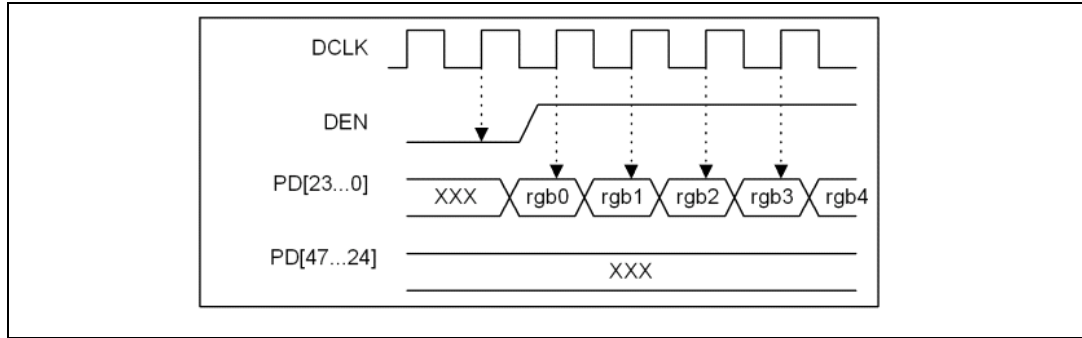 DCLK
DEN
PD[23...0]
XXX rgb0 rgb1 rgb2 rgb3 rgb4
PD[47...24]
XXX